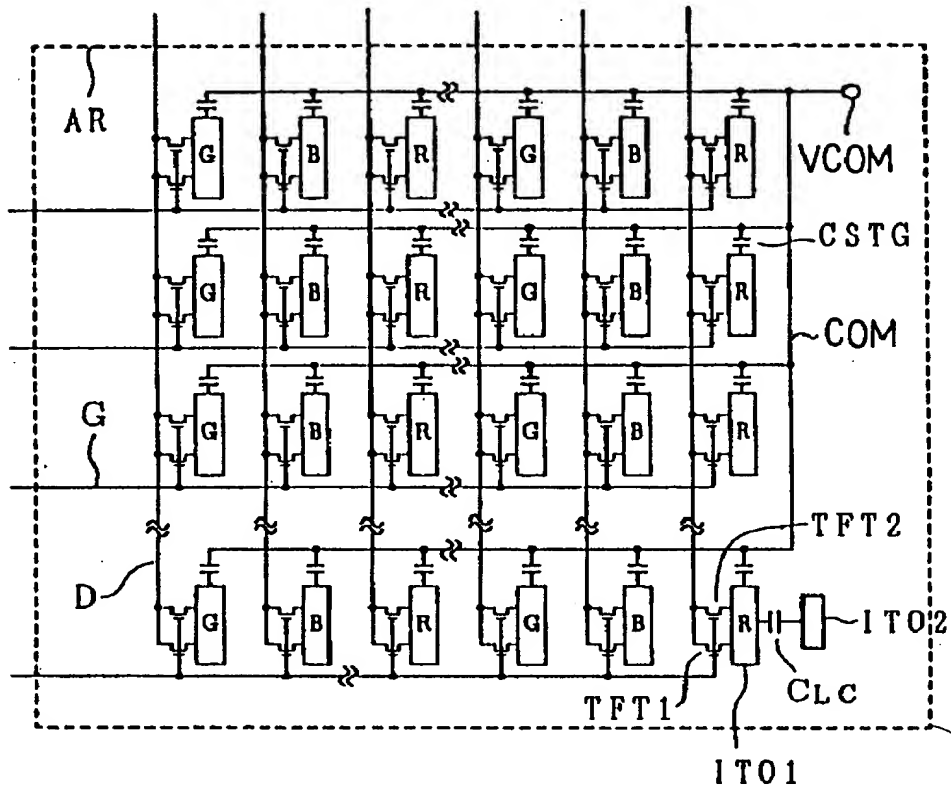 AR
VCOM
G B R G B R
CSTG
G B R G B R
COM
G B R G B R
G
TFT2
D
G B R G B R
ITO2
TFT1
CLC
ITO1